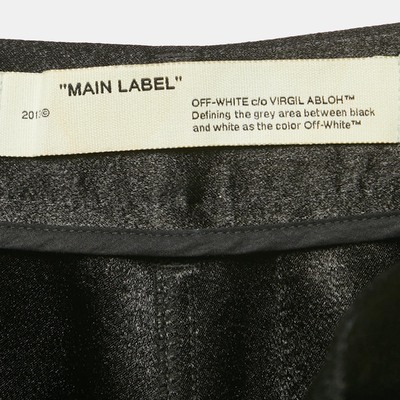 "MAIN LABEL"
OFF-WHITE c/o VIRGIL ABLOH™
2013©
Defining the grey area between black
and white as the color Off-White™